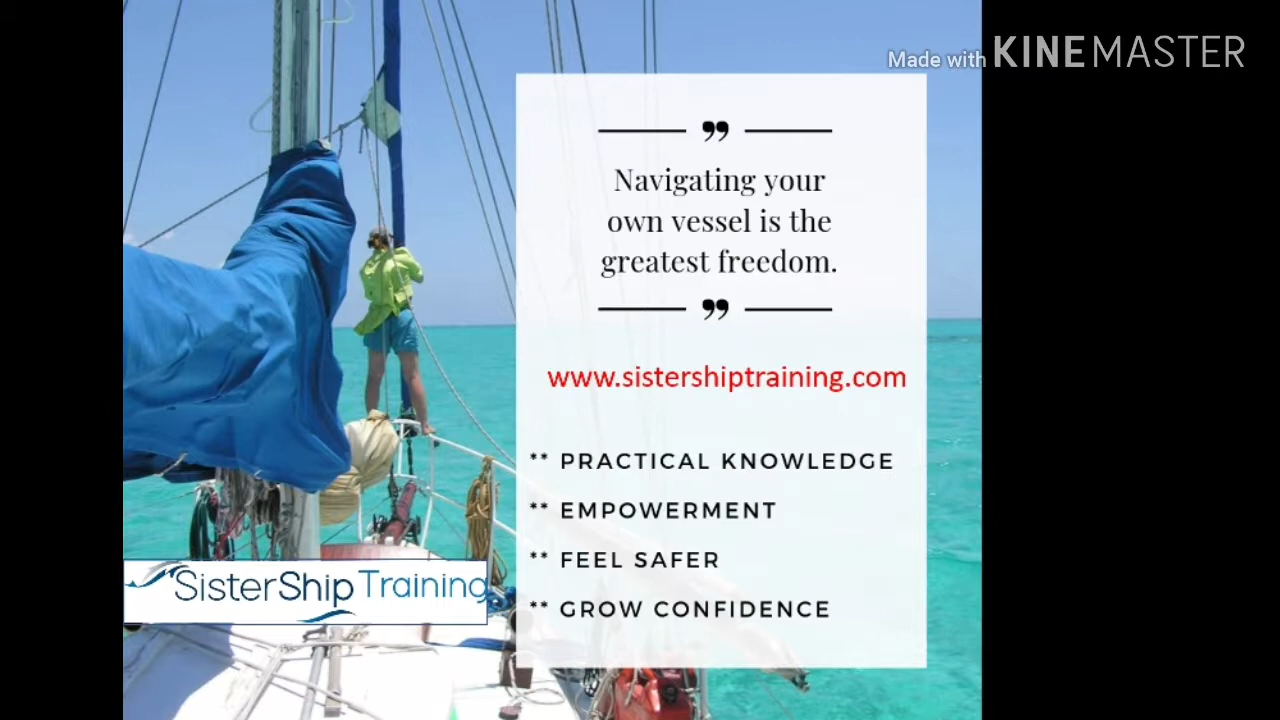 Made with KINEMASTER
Navigating your
own vessel is the
greatest freedom.
www.sistershiptraining.com
** PRACTICAL KNOWLEDGE
** EMPOWERMENT
** FEEL SAFER
** GROW CONFIDENCE
SisterShip Training